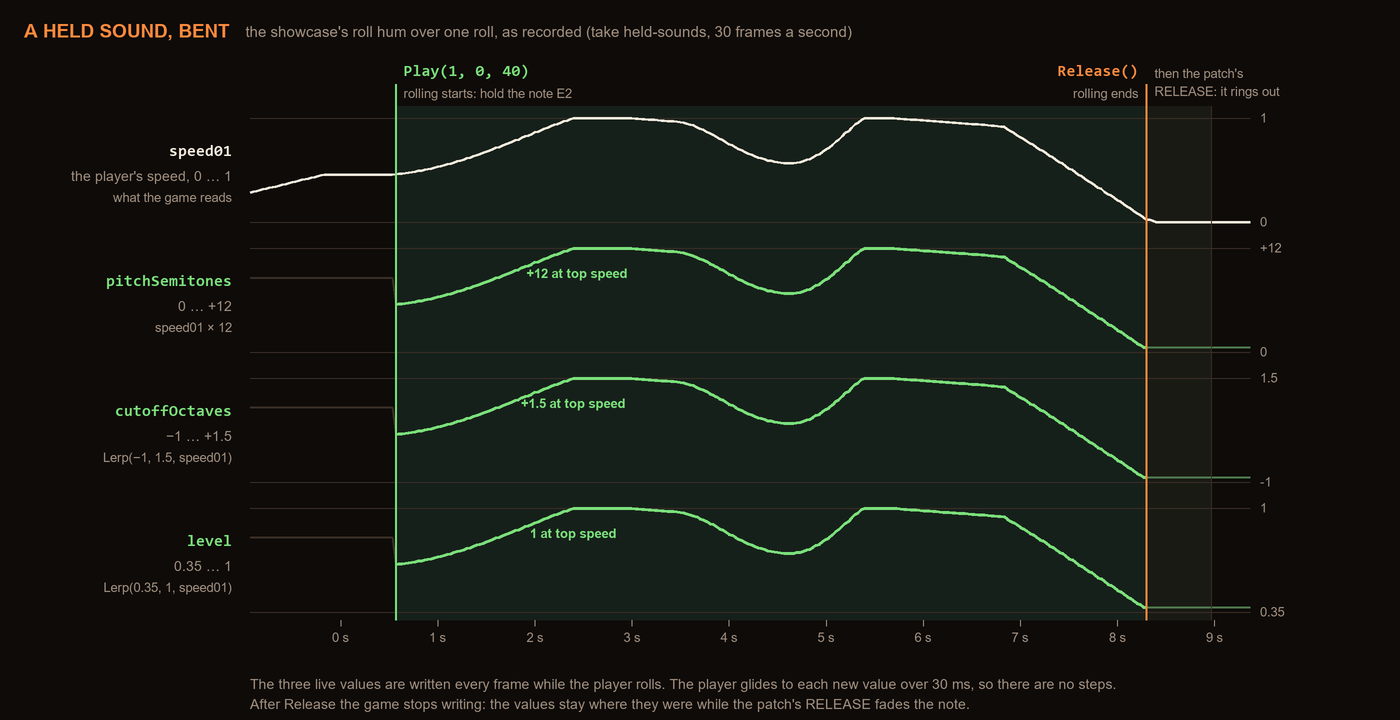 A HELD SOUND, BENT the showcase's roll hum over one roll, as recorded (take held-sounds, 30 frames a second)
Play(1, 0, 40)
rolling starts: hold the note E2
Release()
rolling ends
then the patch's
RELEASE: it rings out
speed01
the player's speed, 0 … 1
what the game reads
1
0
pitchSemitones
0 … +12
speed01 × 12
+12 at top speed
+12
0
cutoffOctaves
−1 … +1.5
Lerp(−1, 1.5, speed01)
+1.5 at top speed
1.5
-1
level
0.35 … 1
Lerp(0.35, 1, speed01)
1 at top speed
1
0.35
0 s 1 s 2 s 3 s 4 s 5 s 6 s 7 s 8 s 9 s
The three live values are written every frame while the player rolls. The player glides to each new value over 30 ms, so there are no steps.
After Release the game stops writing: the values stay where they were while the patch's RELEASE fades the note.